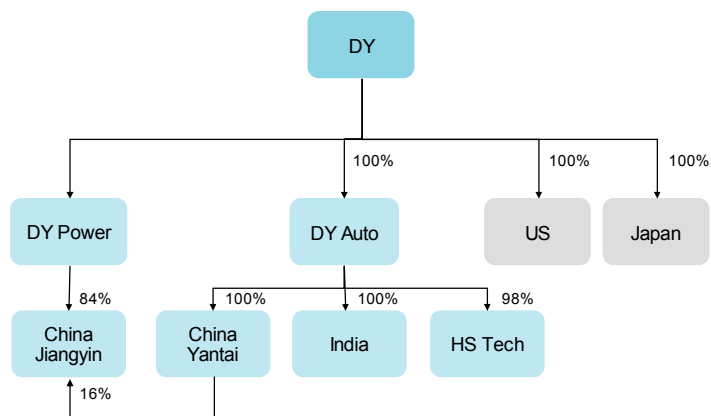 DY
100%
100%
100%
DY Power
DY Auto
US
Japan
84%
100%
100%
98%
China
Jiangyin
China
Yantai
India
HS Tech
16%